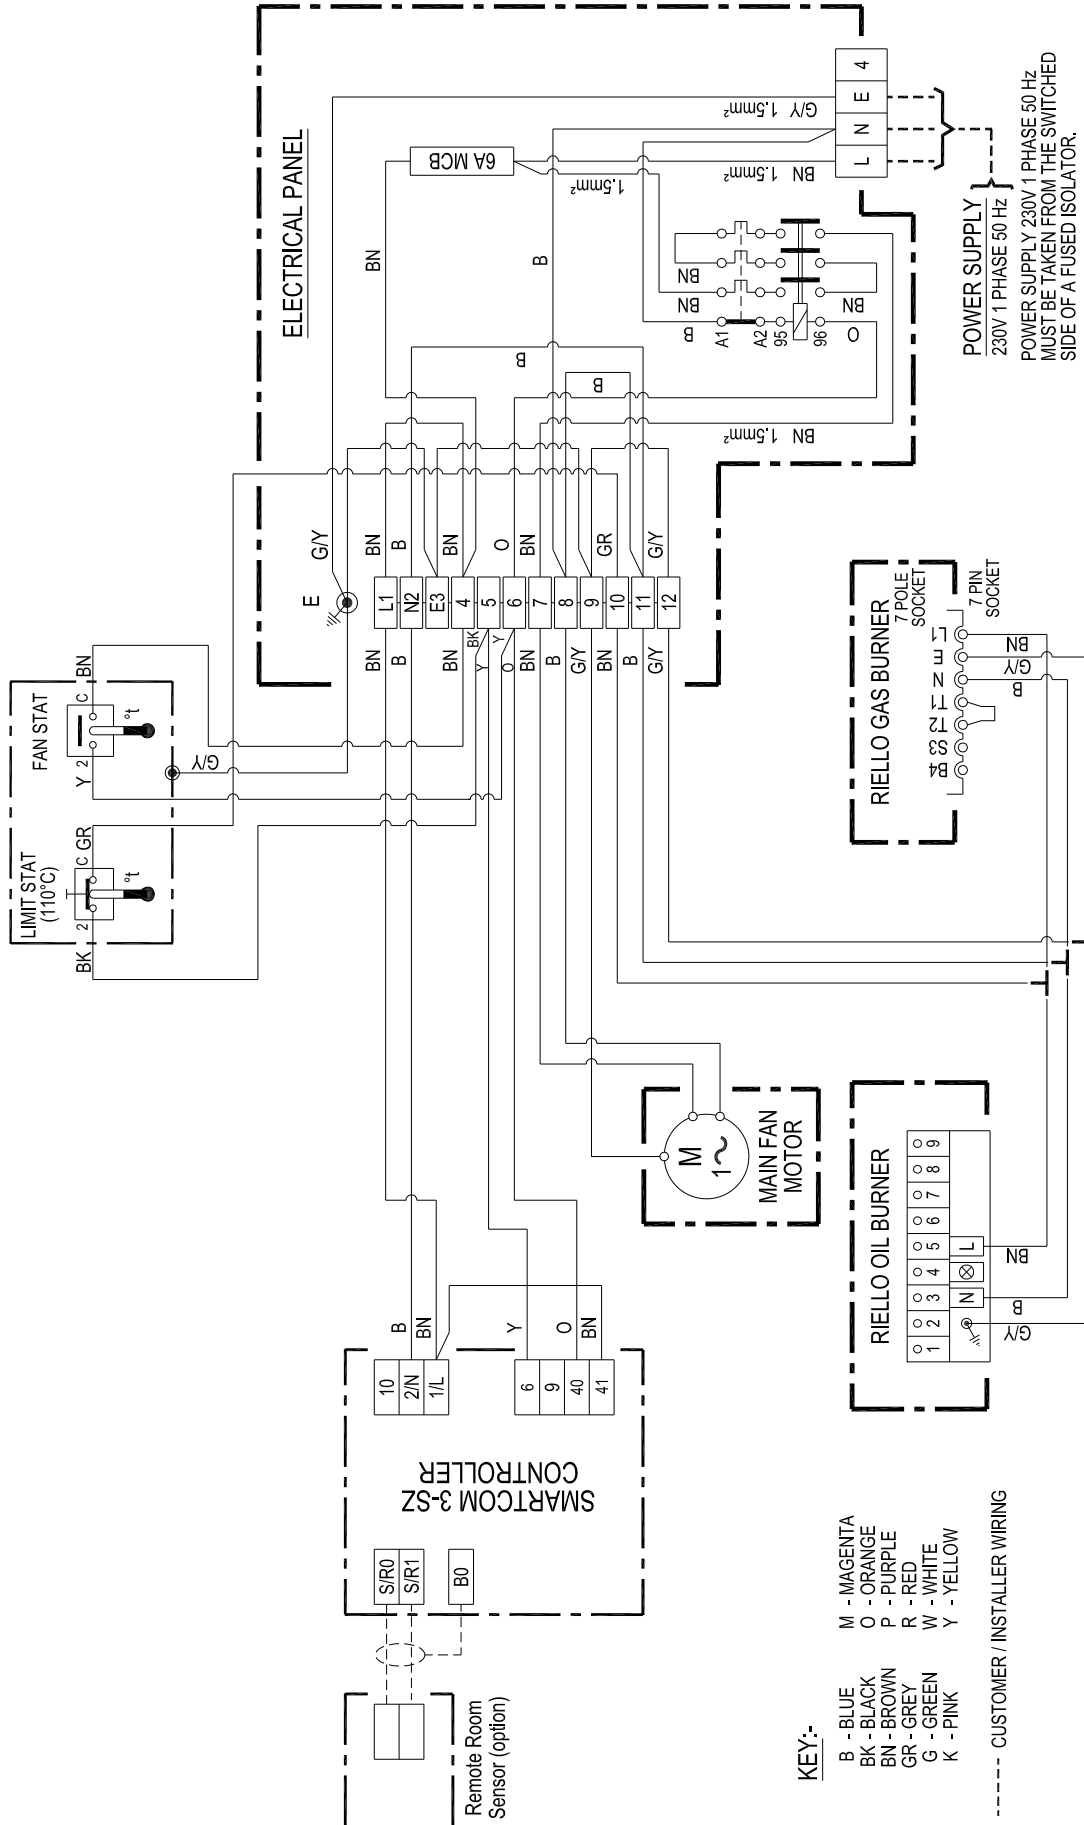 ELECTRICAL PANEL
6A MCB
4
E
N
L
G/Y 1.5mm²
BN 1.5mm²
1.5mm²
BN
B
BN
BN
B
A1
A2
95
96
BN
O
B
B
BN 1.5mm²
POWER SUPPLY
230V 1 PHASE 50 Hz
POWER SUPPLY 230V 1 PHASE 50 Hz
MUST BE TAKEN FROM THE SWITCHED
SIDE OF A FUSED ISOLATOR.
E
G/Y
BN
B
BN
O
BN
GR
G/Y
L1
N2
E3
4
5
6
7
8
9
10
11
12
BN
B
BN
BK
Y
Y
O
BN
B
G/Y
BN
B
G/Y
FAN STAT
BN
C
2
Y
°t
G/Y
LIMIT STAT
(110°C)
GR
C
2
BK
°t
RIELLO GAS BURNER
7 POLE
SOCKET
7 PIN
SOCKET
L1
E
N
T1
T2
S3
B4
BN
G/Y
B
M
1
MAIN FAN
MOTOR
RIELLO OIL BURNER
1
2
3
4
5
6
7
8
9
N
L
BN
B
G/Y
B
BN
Y
O
BN
10
2/N
1/L
6
9
40
41
SMARTCOM 3-SZ
CONTROLLER
S/R0
S/R1
B0
Remote Room
Sensor (option)
KEY:-
B - BLUE
BK - BLACK
BN - BROWN
GR - GREY
G - GREEN
K - PINK
M - MAGENTA
O - ORANGE
P - PURPLE
R - RED
W - WHITE
Y - YELLOW
CUSTOMER / INSTALLER WIRING